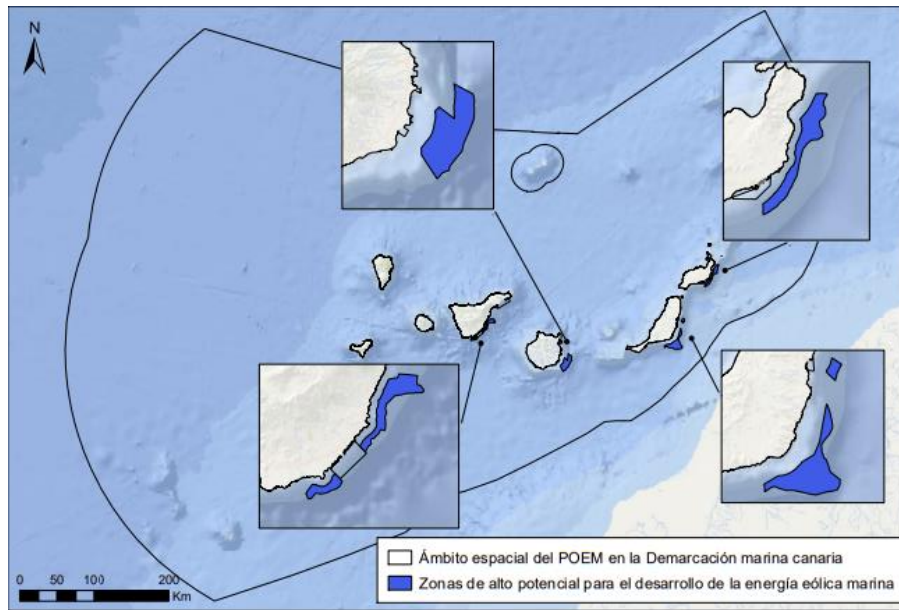 N
Ámbito espacial del POEM en la Demarcación marina canaria
Zonas de alto potencial para el desarrollo de la energía eólica marina
0 50 100 200
Km